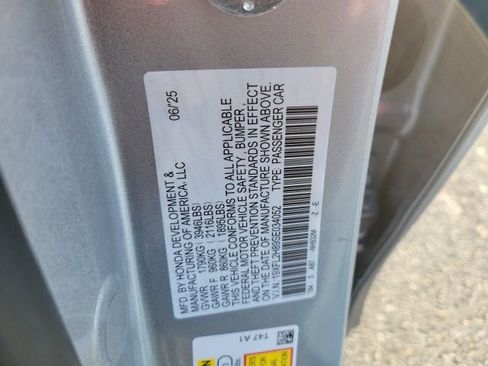 MFD. BY HONDA DEVELOPMENT &
MANUFACTURING OF AMERICA, LLC 06/25
GVWR 1790KG (3946LBS)
GAWR F 960KG (2116LBS)
GAWR R 860KG (1895LBS)
THIS VEHICLE CONFORMS TO ALL APPLICABLE
FEDERAL MOTOR VEHICLE SAFETY, BUMPER,
THEFT PREVENTION STANDARDS IN EFFECT
ON THE DATE OF MANUFACTURE SHOWN ABOVE.
V.I.N. TYPE PASSENGER CAR
T47 A1